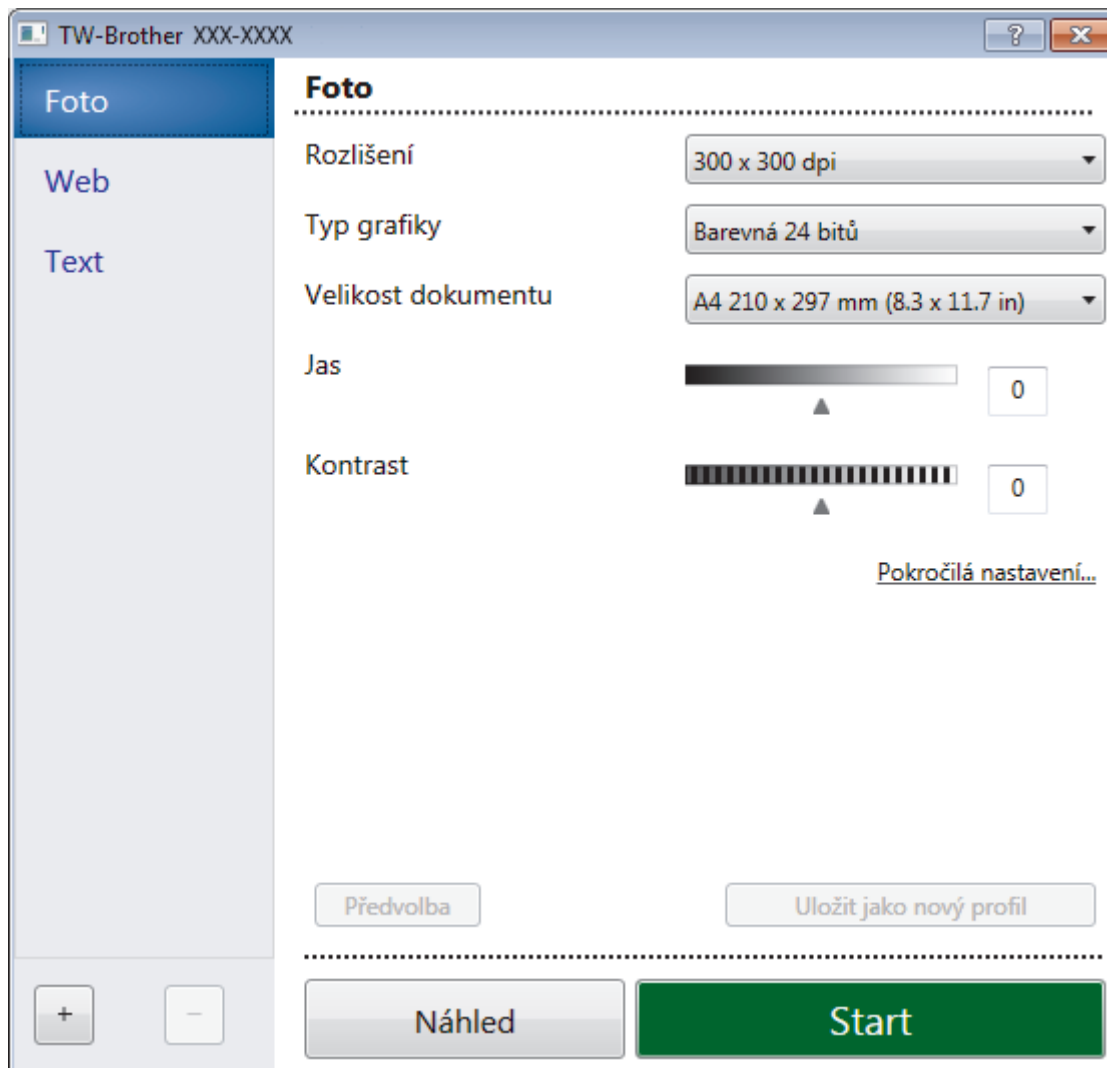 TW-Brother XXX-XXXX
?
Foto
Web
Text
Foto
Rozlišení
300 x 300 dpi
Typ grafiky
Barevná 24 bitů
Velikost dokumentu
A4 210 x 297 mm (8.3 x 11.7 in)
Jas
0
Kontrast
0
Pokročilá nastavení...
Předvolba
Uložit jako nový profil
+
−
Náhled
Start